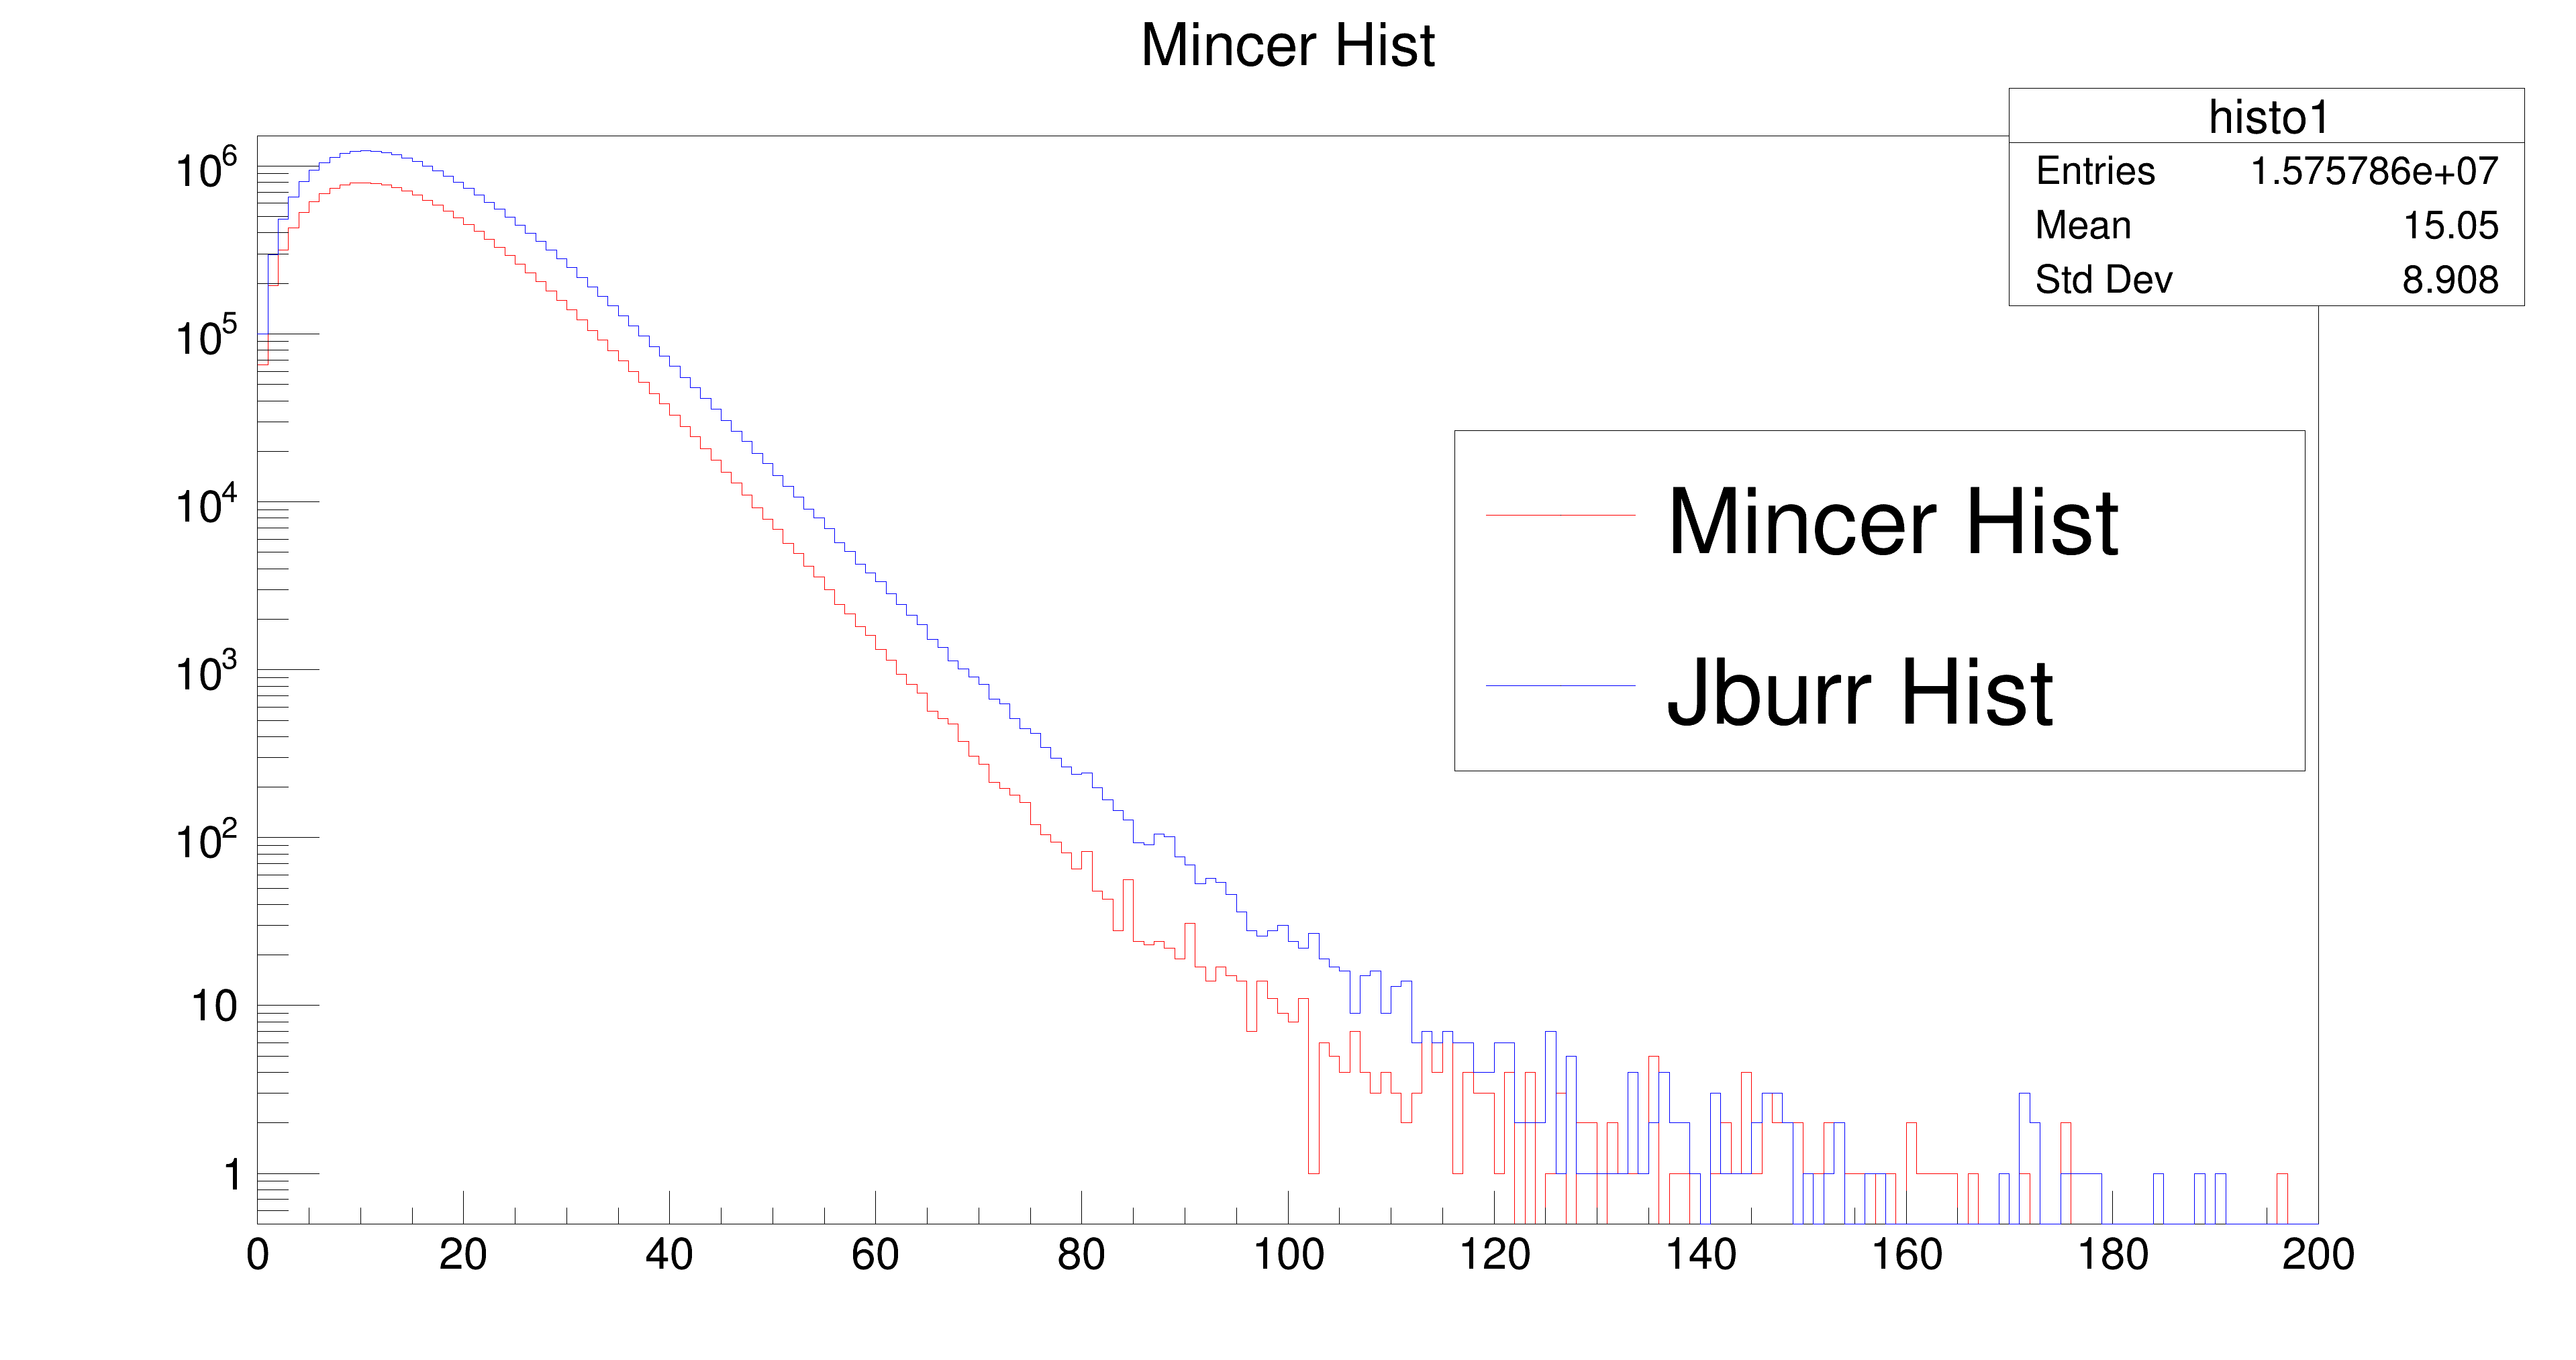 Mincer Hist
histo1
Entries 1.575786e+07
Mean 15.05
Std Dev 8.908
10^6
10^5
10^4
10^3
10^2
10
1
Mincer Hist
Jburr Hist
0 20 40 60 80 100 120 140 160 180 200